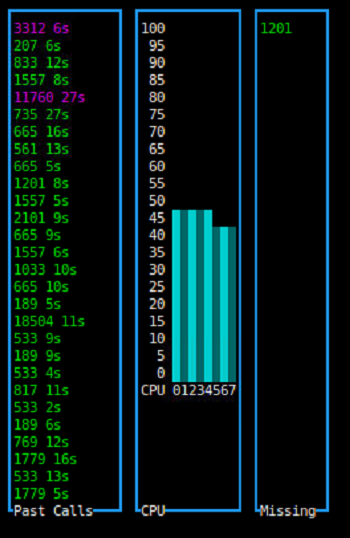 3312 6s
207 6s
833 12s
1557 8s
11760 27s
735 27s
665 16s
561 13s
665 5s
1201 8s
1557 5s
2101 9s
665 9s
1557 6s
1033 10s
665 10s
189 5s
18504 11s
533 9s
189 9s
533 4s
817 11s
533 2s
189 6s
769 12s
1779 16s
533 13s
1779 5s
Past Calls
100
95
90
85
80
75
70
65
60
55
50
45
40
35
30
25
20
15
10
5
0
CPU 01234567
CPU
1201
Missing